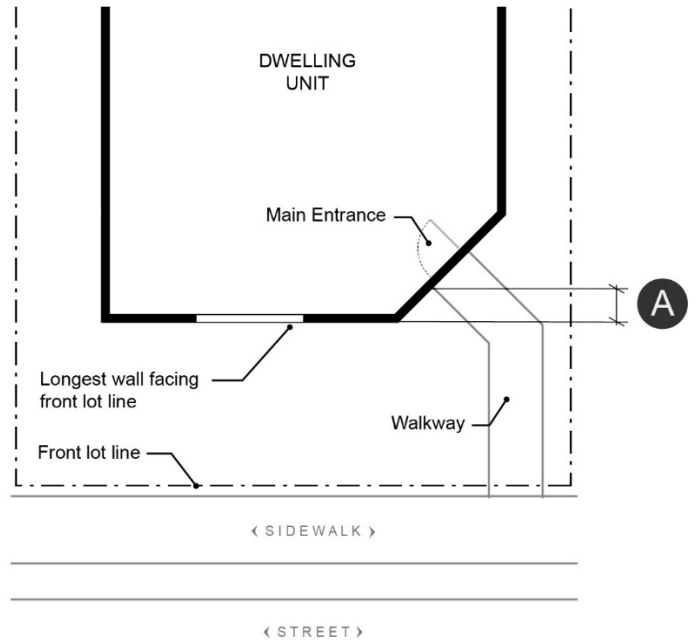 DWELLING
UNIT
Main Entrance
A
Longest wall facing
front lot line
Walkway
Front lot line
‹ SIDEWALK ›
‹ STREET ›